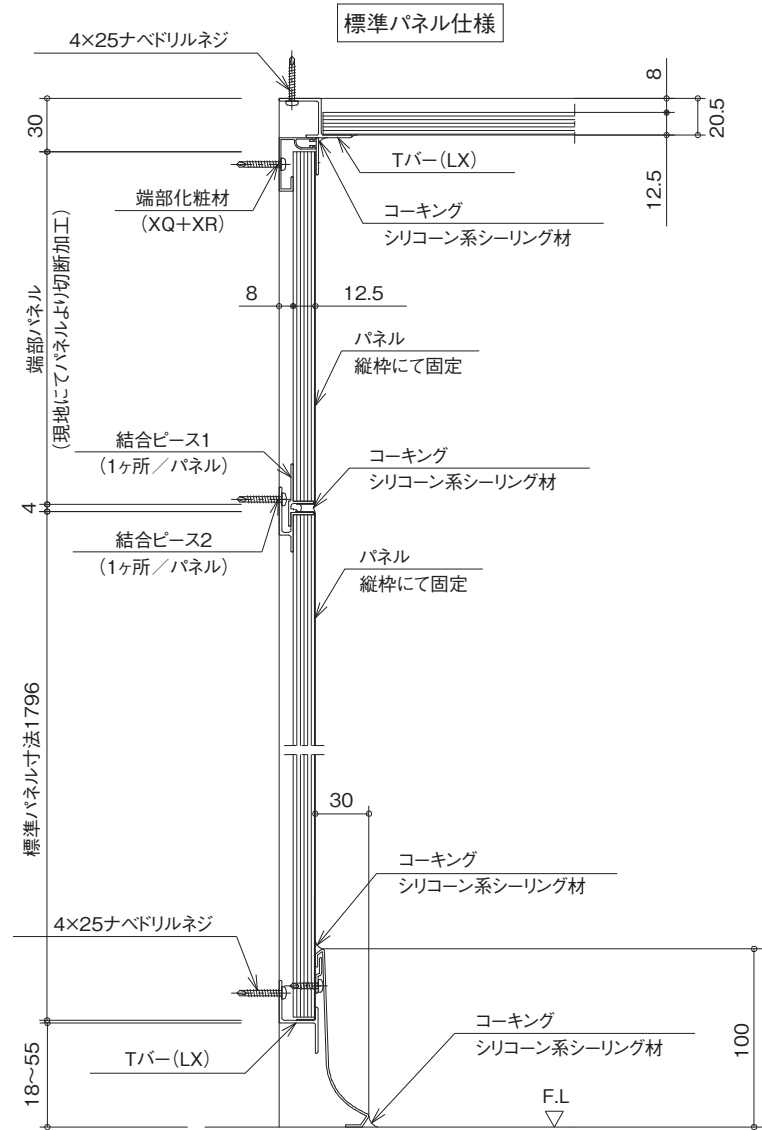 標準パネル仕様
4×25ナベドリルネジ
8
30
20.5
Tバー(LX)
12.5
端部化粧材
(XQ+XR)
コーキング
シリコーン系シーリング材
8
12.5
端部パネル
(現地にてパネルより切断加工)
パネル
縦枠にて固定
結合ピース1
(1ヶ所/パネル)
コーキング
シリコーン系シーリング材
4
結合ピース2
(1ヶ所/パネル)
パネル
縦枠にて固定
標準パネル寸法1796
30
コーキング
シリコーン系シーリング材
4×25ナベドリルネジ
コーキング
シリコーン系シーリング材
100
18~55
Tバー(LX)
F.L